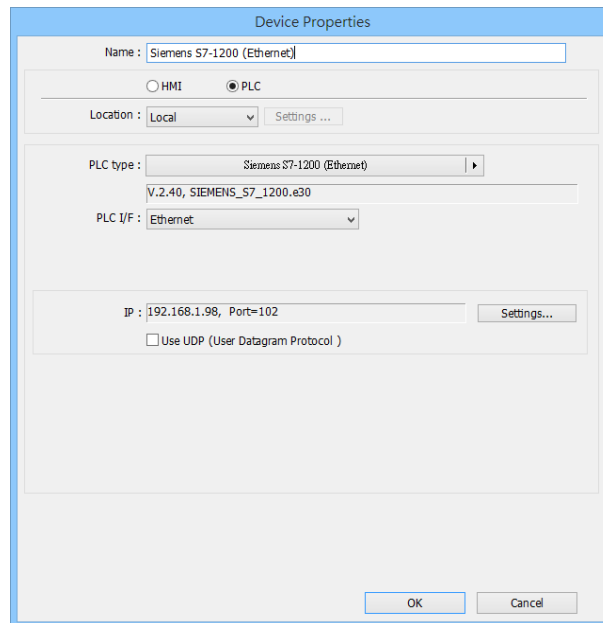 Device Properties
Name : Siemens S7-1200 (Ethernet)
HMI PLC
Location : Local Settings ...
PLC type : Siemens S7-1200 (Ethernet)
V.2.40, SIEMENS_S7_1200.e30
PLC I/F : Ethernet
IP : 192.168.1.98, Port=102 Settings...
Use UDP (User Datagram Protocol )
OK Cancel